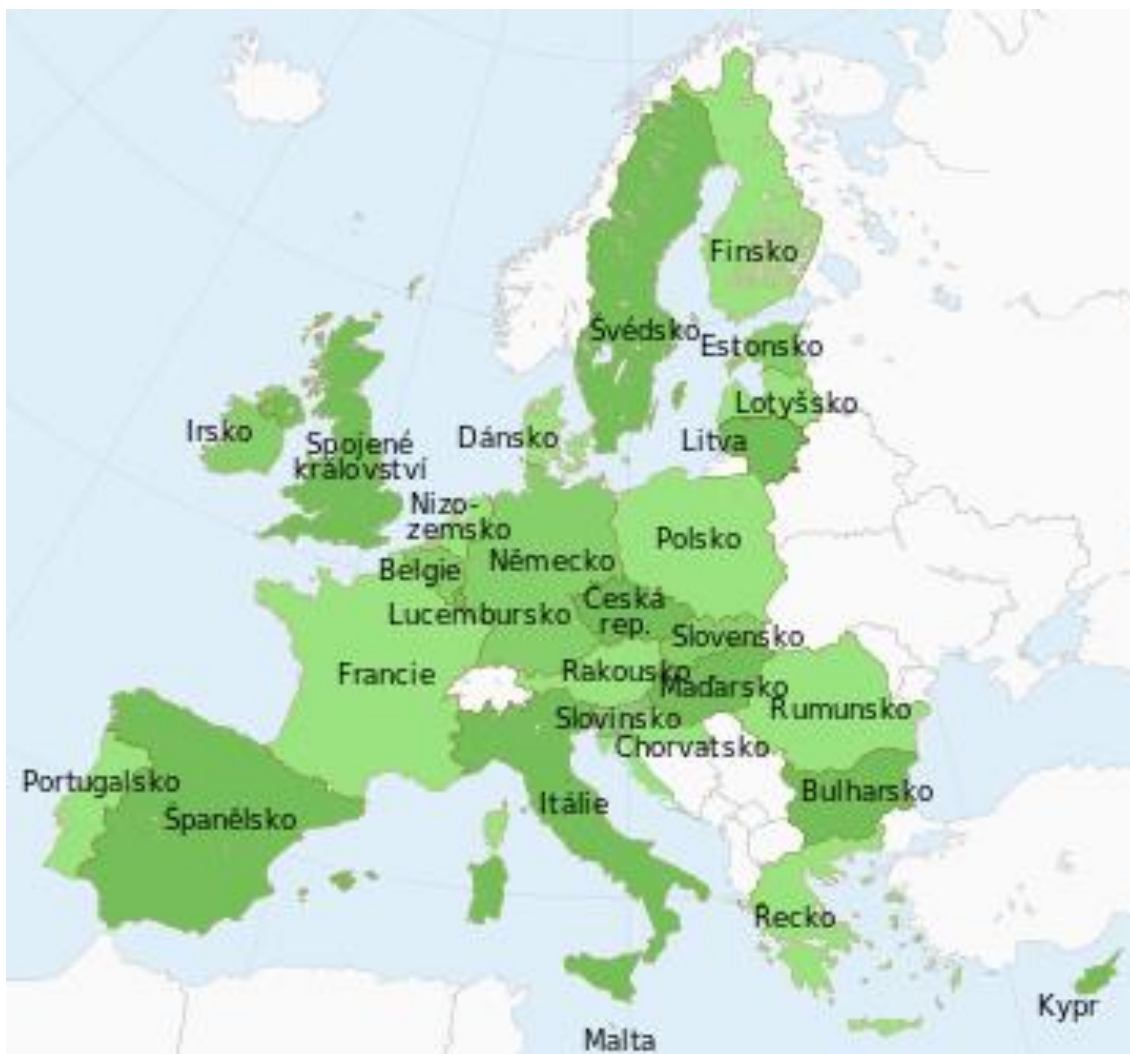 Finsko
Švédsko
Estonsko
Lotyšsko
Irsko
Dánsko
Litva
Spojené
království
Nizo-
zemsko
Polsko
Německo
Belgie
Česká
rep.
Lucembursko
Slovensko
Francie
Rakousko
Maďarsko
Rumunsko
Slovinsko
Chorvatsko
Portugalsko
Španělsko
Itálie
Bulharsko
Řecko
Kypr
Malta